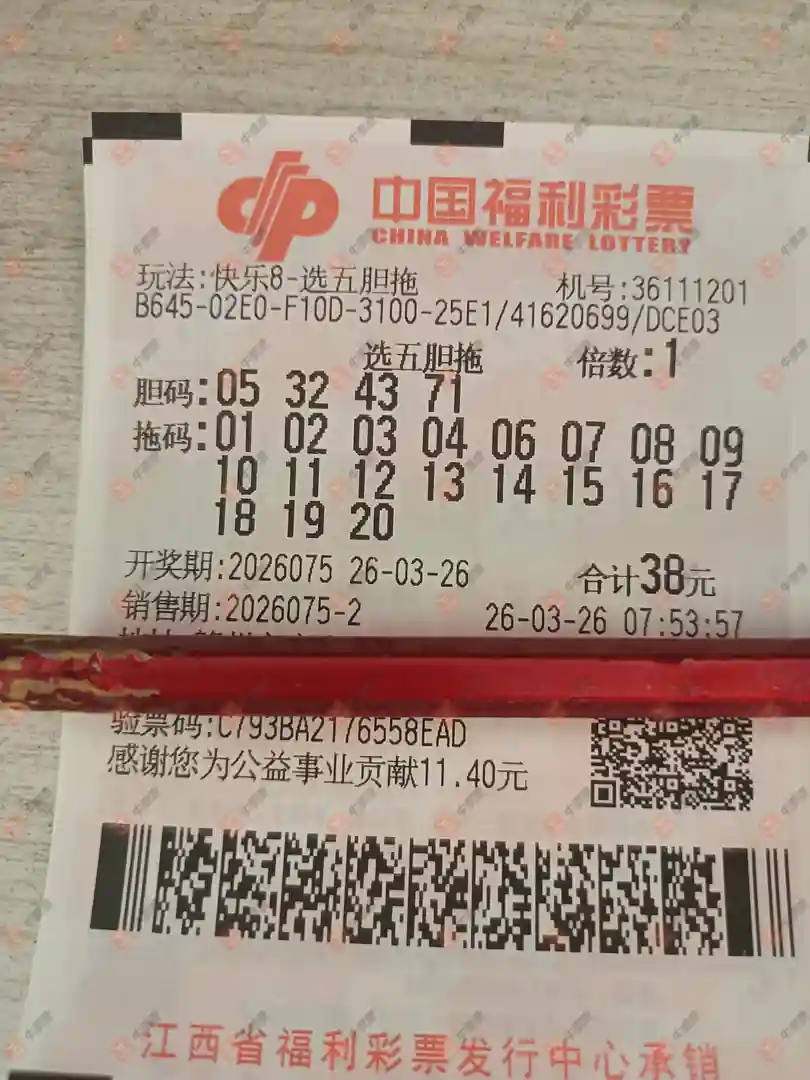 中国福利彩票
CHINA WELFARE LOTTERY
玩法:快乐8-选五胆拖 机号:36111201
B645-02E0-F10D-3100-25E1/41620699/DCE03
选五胆拖 倍数:1
胆码:05 32 43 71
拖码:01 02 03 04 06 07 08 09
10 11 12 13 14 15 16 17
18 19 20
开奖期:2026075 26-03-26 合计38元
销售期:2026075-2 26-03-26 07:53:57
验票码:C793BA2176558EAD
感谢您为公益事业贡献11.40元
江西省福利彩票发行中心承销